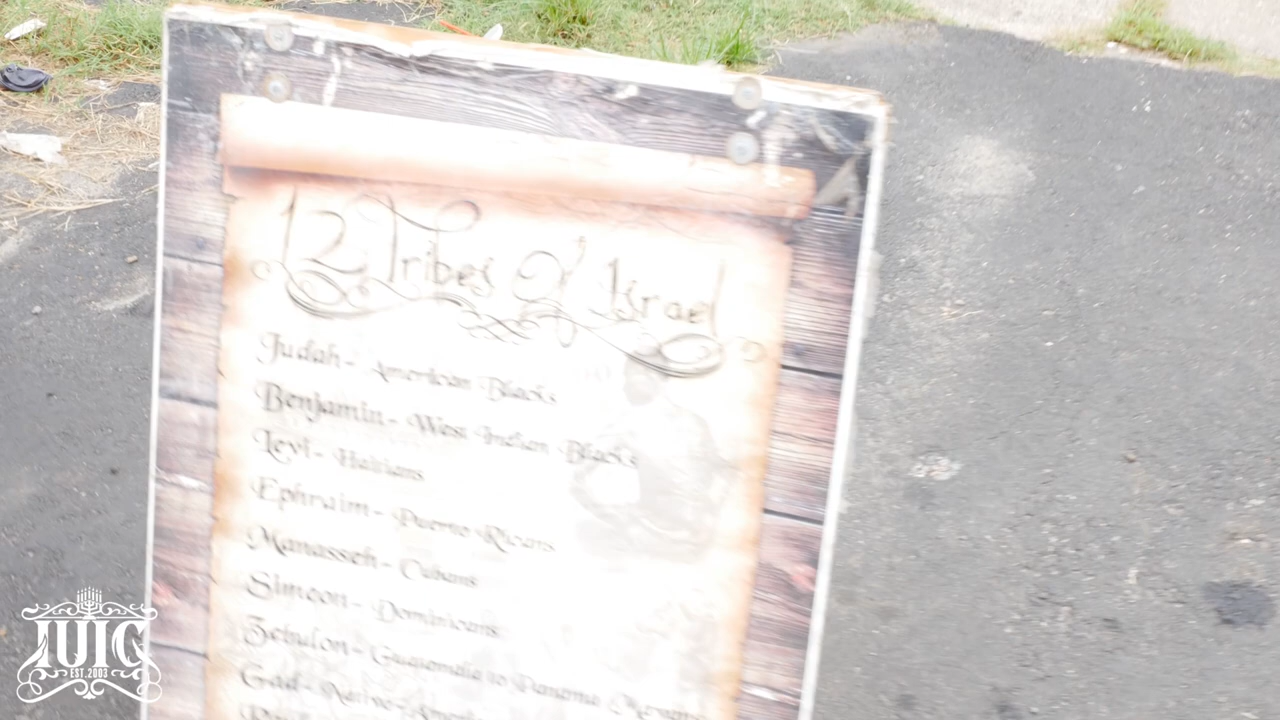 12 Tribes Of Israel
Judah - American Blacks
Benjamin - West Indian Blacks
Levi - Haitians
Ephraim - Puerto Ricans
Manasseh - Cubans
Simeon - Dominicans
Zebulon - Guatemala to Panama
Gad - Native
IUIC
EST. 2003